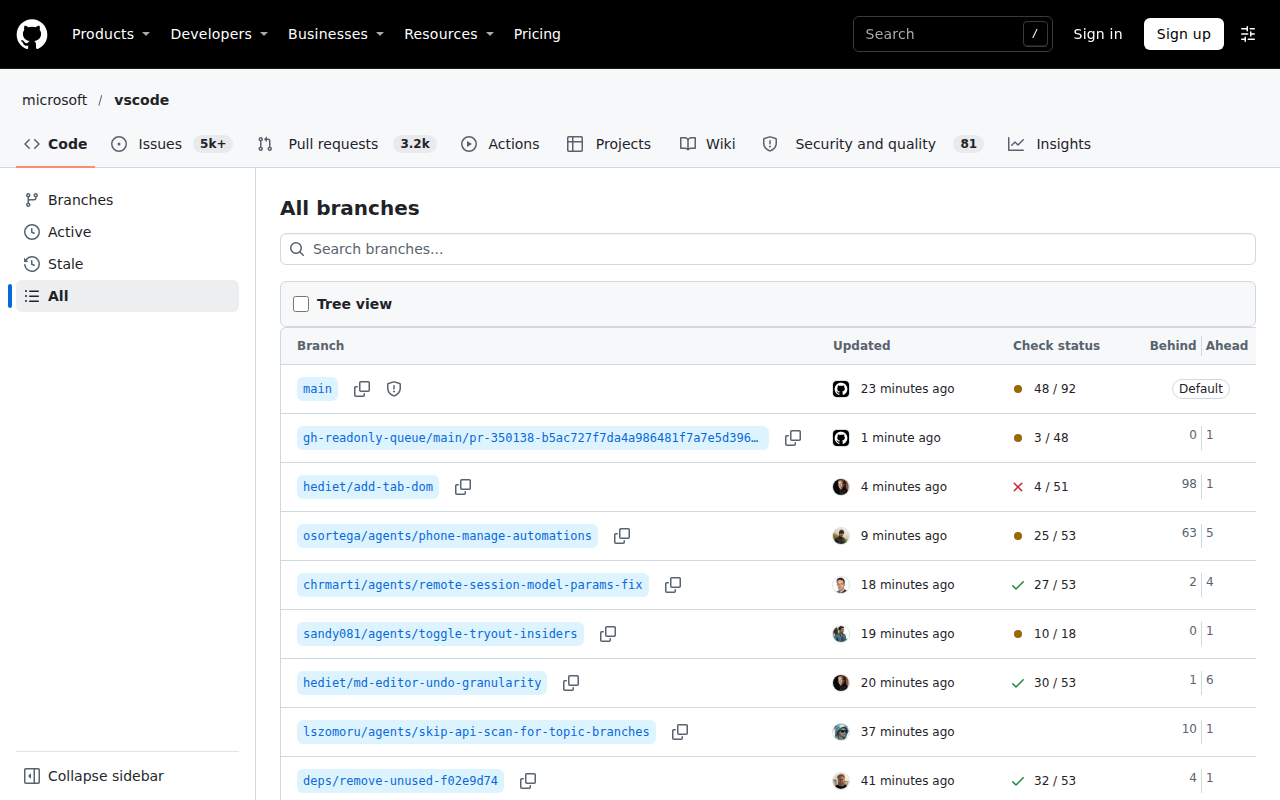 Products Developers Businesses Resources Pricing Search / Sign in Sign up
microsoft / vscode
Code Issues 5k+ Pull requests 3.2k Actions Projects Wiki Security and quality 81 Insights
Branches
Active
Stale
All
Collapse sidebar
All branches
Search branches...
Tree view
Branch Updated Check status Behind Ahead
main 23 minutes ago 48 / 92 Default
gh-readonly-queue/main/pr-350138-b5ac727f7da4a986481f7a7e5d396… 1 minute ago 3 / 48 0 1
hediet/add-tab-dom 4 minutes ago 4 / 51 98 1
osortega/agents/phone-manage-automations 9 minutes ago 25 / 53 63 5
chrmarti/agents/remote-session-model-params-fix 18 minutes ago 27 / 53 2 4
sandy081/agents/toggle-tryout-insiders 19 minutes ago 10 / 18 0 1
hediet/md-editor-undo-granularity 20 minutes ago 30 / 53 1 6
lszomoru/agents/skip-api-scan-for-topic-branches 37 minutes ago 10 1
deps/remove-unused-f02e9d74 41 minutes ago 32 / 53 4 1